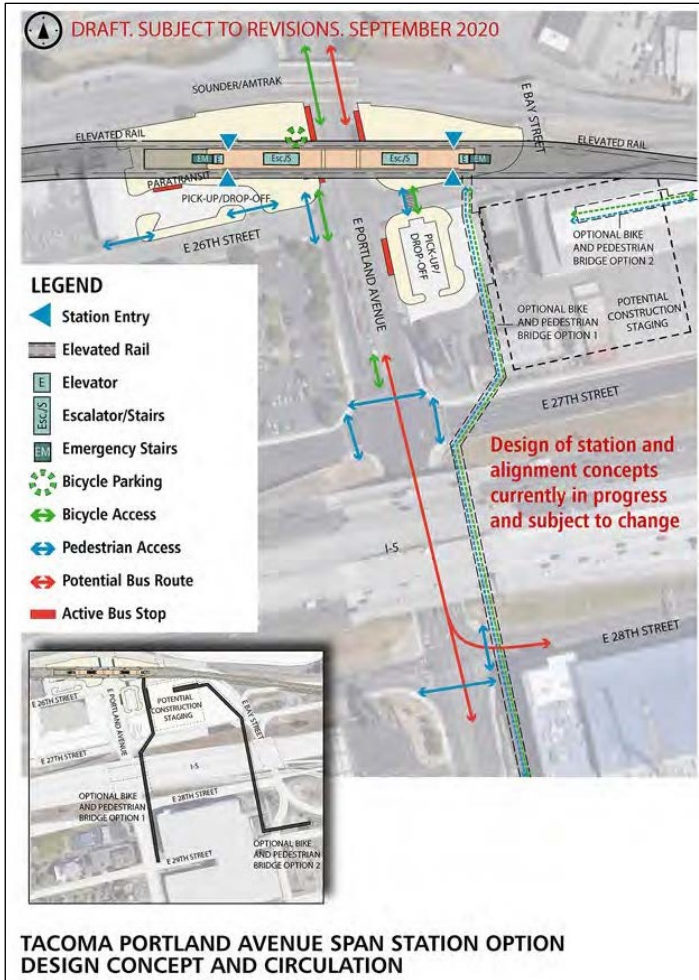 DRAFT. SUBJECT TO REVISIONS. SEPTEMBER 2020
SOUNDER/AMTRAK
E BAY STREET
ELEVATED RAIL
ELEVATED RAIL
EM
E
Esc./S
Esc./S
E
EM
PARATRANSIT
PICK-UP/DROP-OFF
E 26TH STREET
E PORTLAND AVENUE
PICK-UP/
DROP-OFF
OPTIONAL BIKE
AND PEDESTRIAN
BRIDGE OPTION 2
OPTIONAL BIKE
AND PEDESTRIAN
BRIDGE OPTION 1
POTENTIAL
CONSTRUCTION
STAGING
E 27TH STREET
Design of station and
alignment concepts
currently in progress
and subject to change
I-5
E 28TH STREET
LEGEND
Station Entry
Elevated Rail
E
Elevator
Esc./S
Escalator/Stairs
EM
Emergency Stairs
Bicycle Parking
Bicycle Access
Pedestrian Access
Potential Bus Route
Active Bus Stop
E 26TH STREET
E PORTLAND AVENUE
POTENTIAL
CONSTRUCTION
STAGING
E BAY STREET
E 27TH STREET
I-5
E 28TH STREET
OPTIONAL BIKE
AND PEDESTRIAN
BRIDGE OPTION 1
E 29TH STREET
OPTIONAL BIKE
AND PEDESTRIAN
BRIDGE OPTION 2
TACOMA PORTLAND AVENUE SPAN STATION OPTION
DESIGN CONCEPT AND CIRCULATION